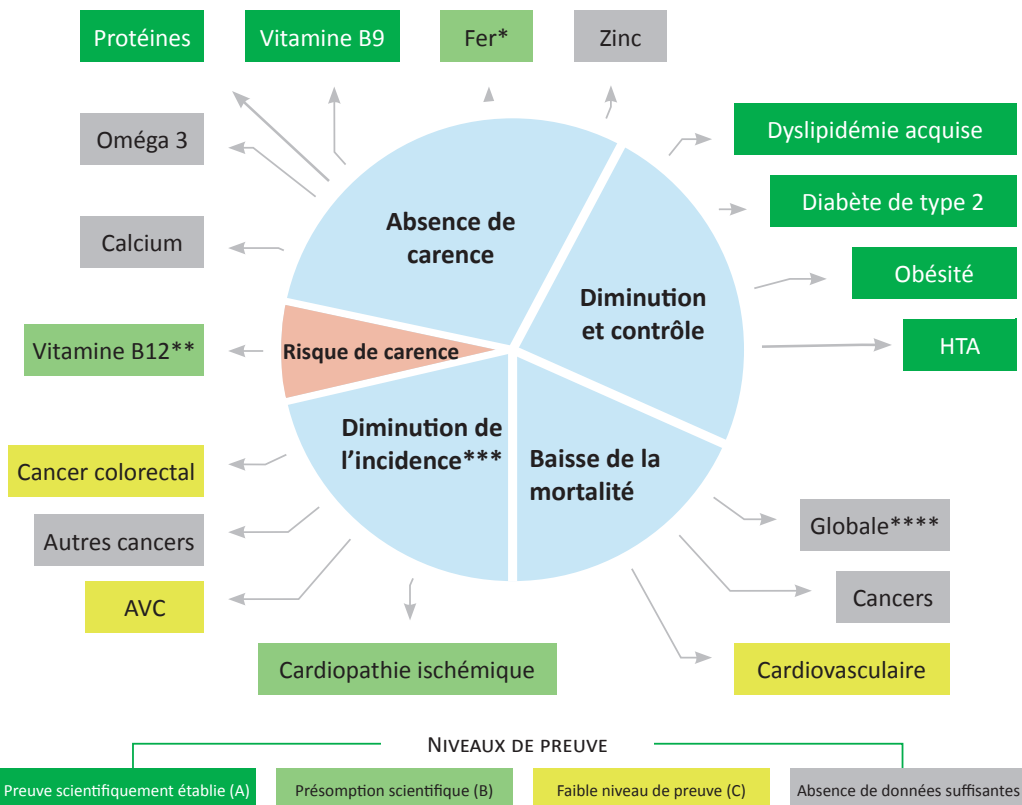 Protéines
Vitamine B9
Fer*
Zinc
Oméga 3
Dyslipidémie acquise
Diabète de type 2
Calcium
Absence de
carence
Obésité
Diminution
et contrôle
Vitamine B12**
Risque de carence
HTA
Diminution de
l’incidence***
Baisse de la
mortalité
Cancer colorectal
Autres cancers
Globale****
AVC
Cancers
Cardiopathie ischémique
Cardiovasculaire
Niveaux de preuve
Preuve scientifiquement établie (A)
Présomption scientifique (B)
Faible niveau de preuve (C)
Absence de données suffisantes